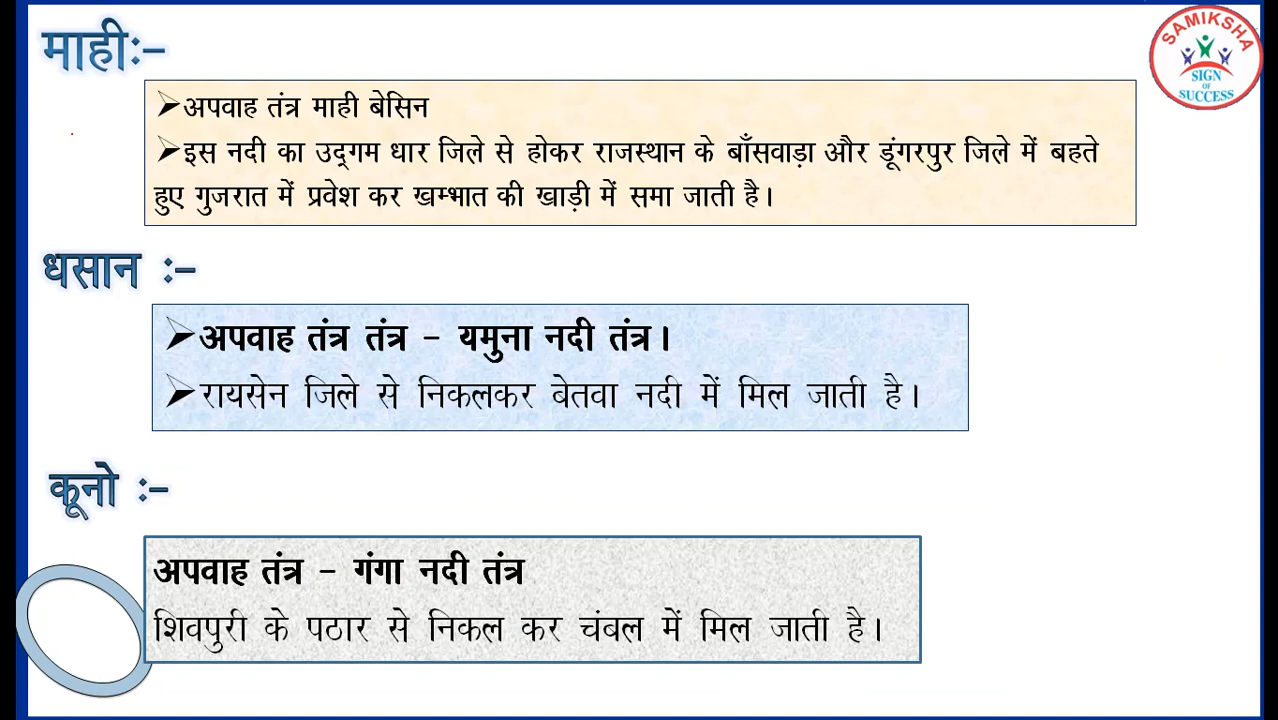 माही:–
SAMIKSHA
SIGN
OF
SUCCESS
➢अपवाह तंत्र माही बेसिन
➢इस नदी का उद्गम धार जिले से होकर राजस्थान के बाँसवाड़ा और डूंगरपुर जिले में बहते
हुए गुजरात में प्रवेश कर खम्भात की खाड़ी में समा जाती है।
धसान :–
➢अपवाह तंत्र तंत्र – यमुना नदी तंत्र।
➢रायसेन जिले से निकलकर बेतवा नदी में मिल जाती है।
कूनो :–
अपवाह तंत्र – गंगा नदी तंत्र
शिवपुरी के पठार से निकल कर चंबल में मिल जाती है।